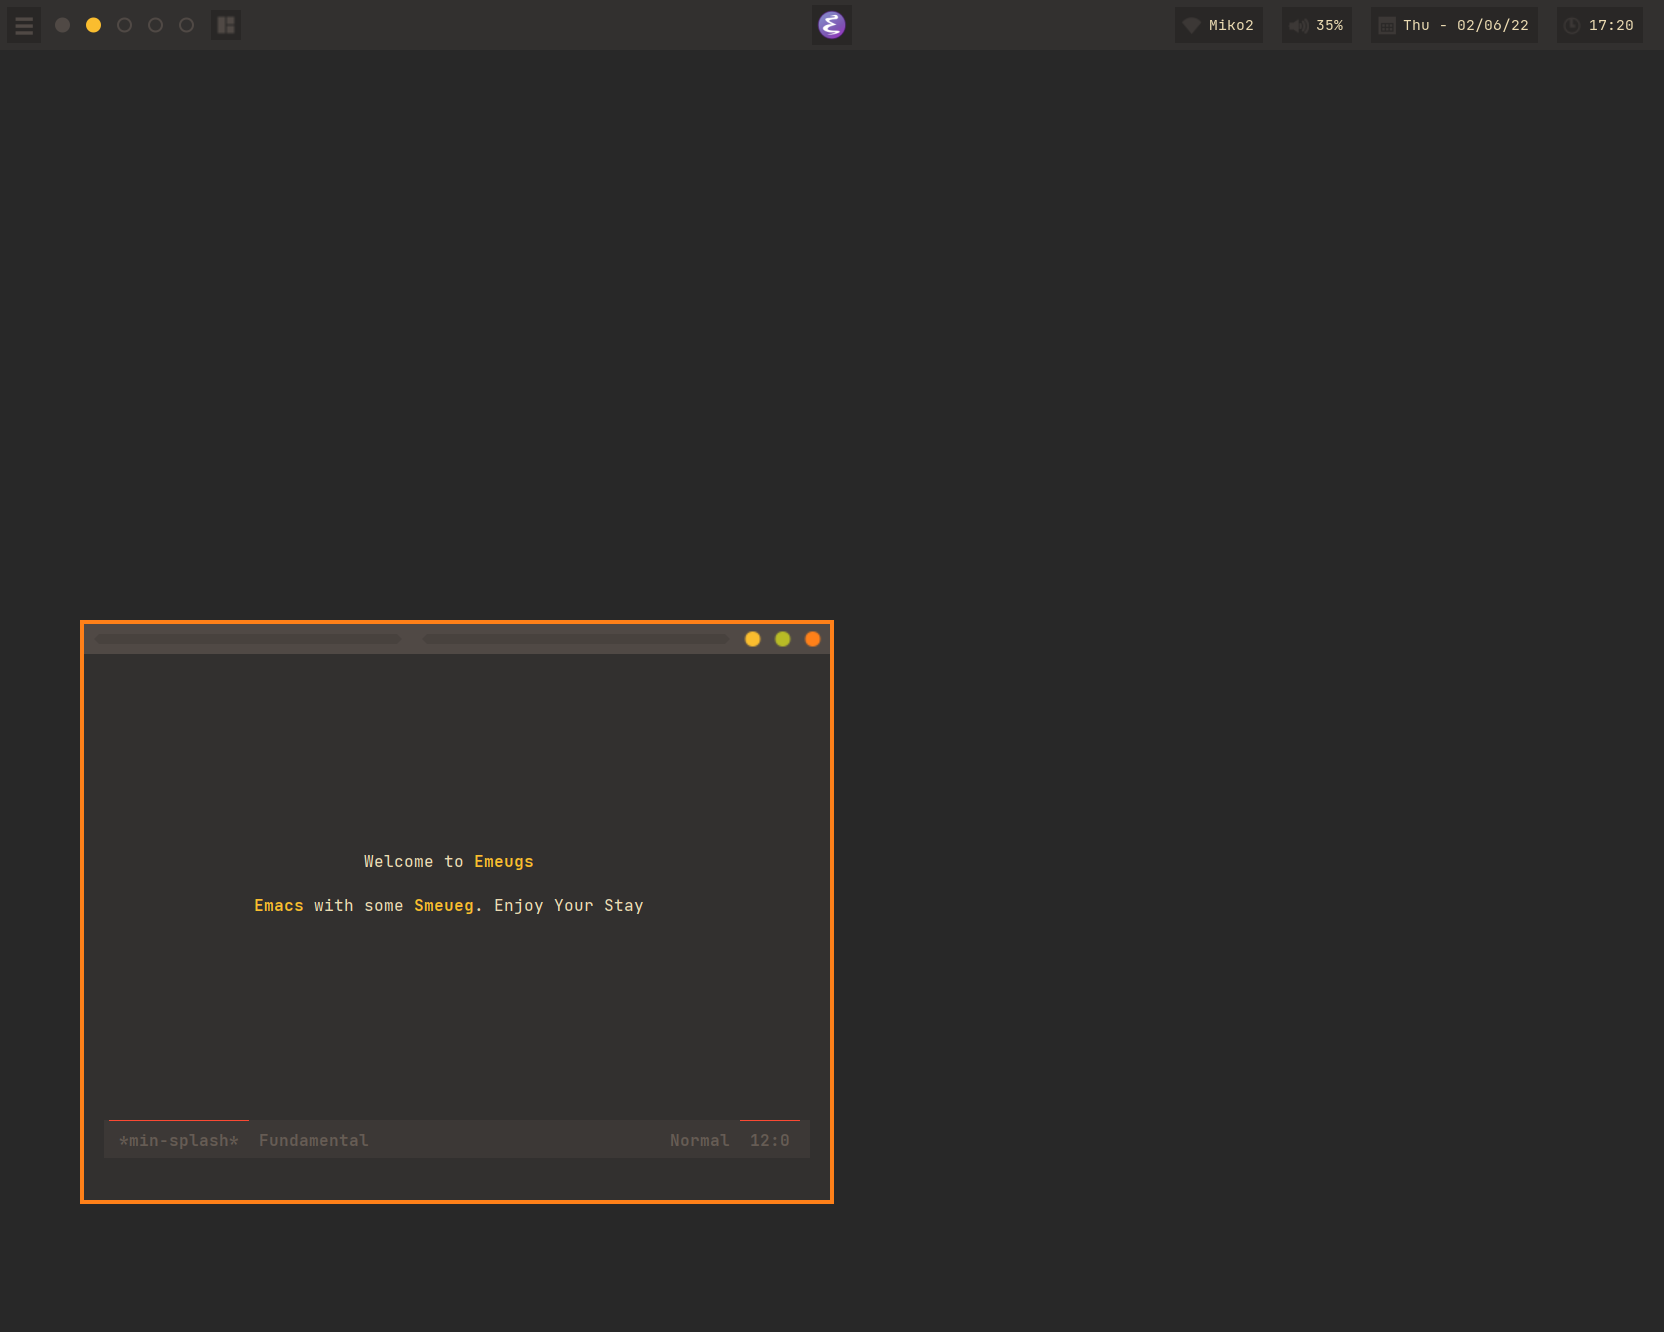 Miko2
35%
Thu - 02/06/22
17:20
Welcome to Emeugs
Emacs with some Smeueg. Enjoy Your Stay
*min-splash* Fundamental Normal 12:0